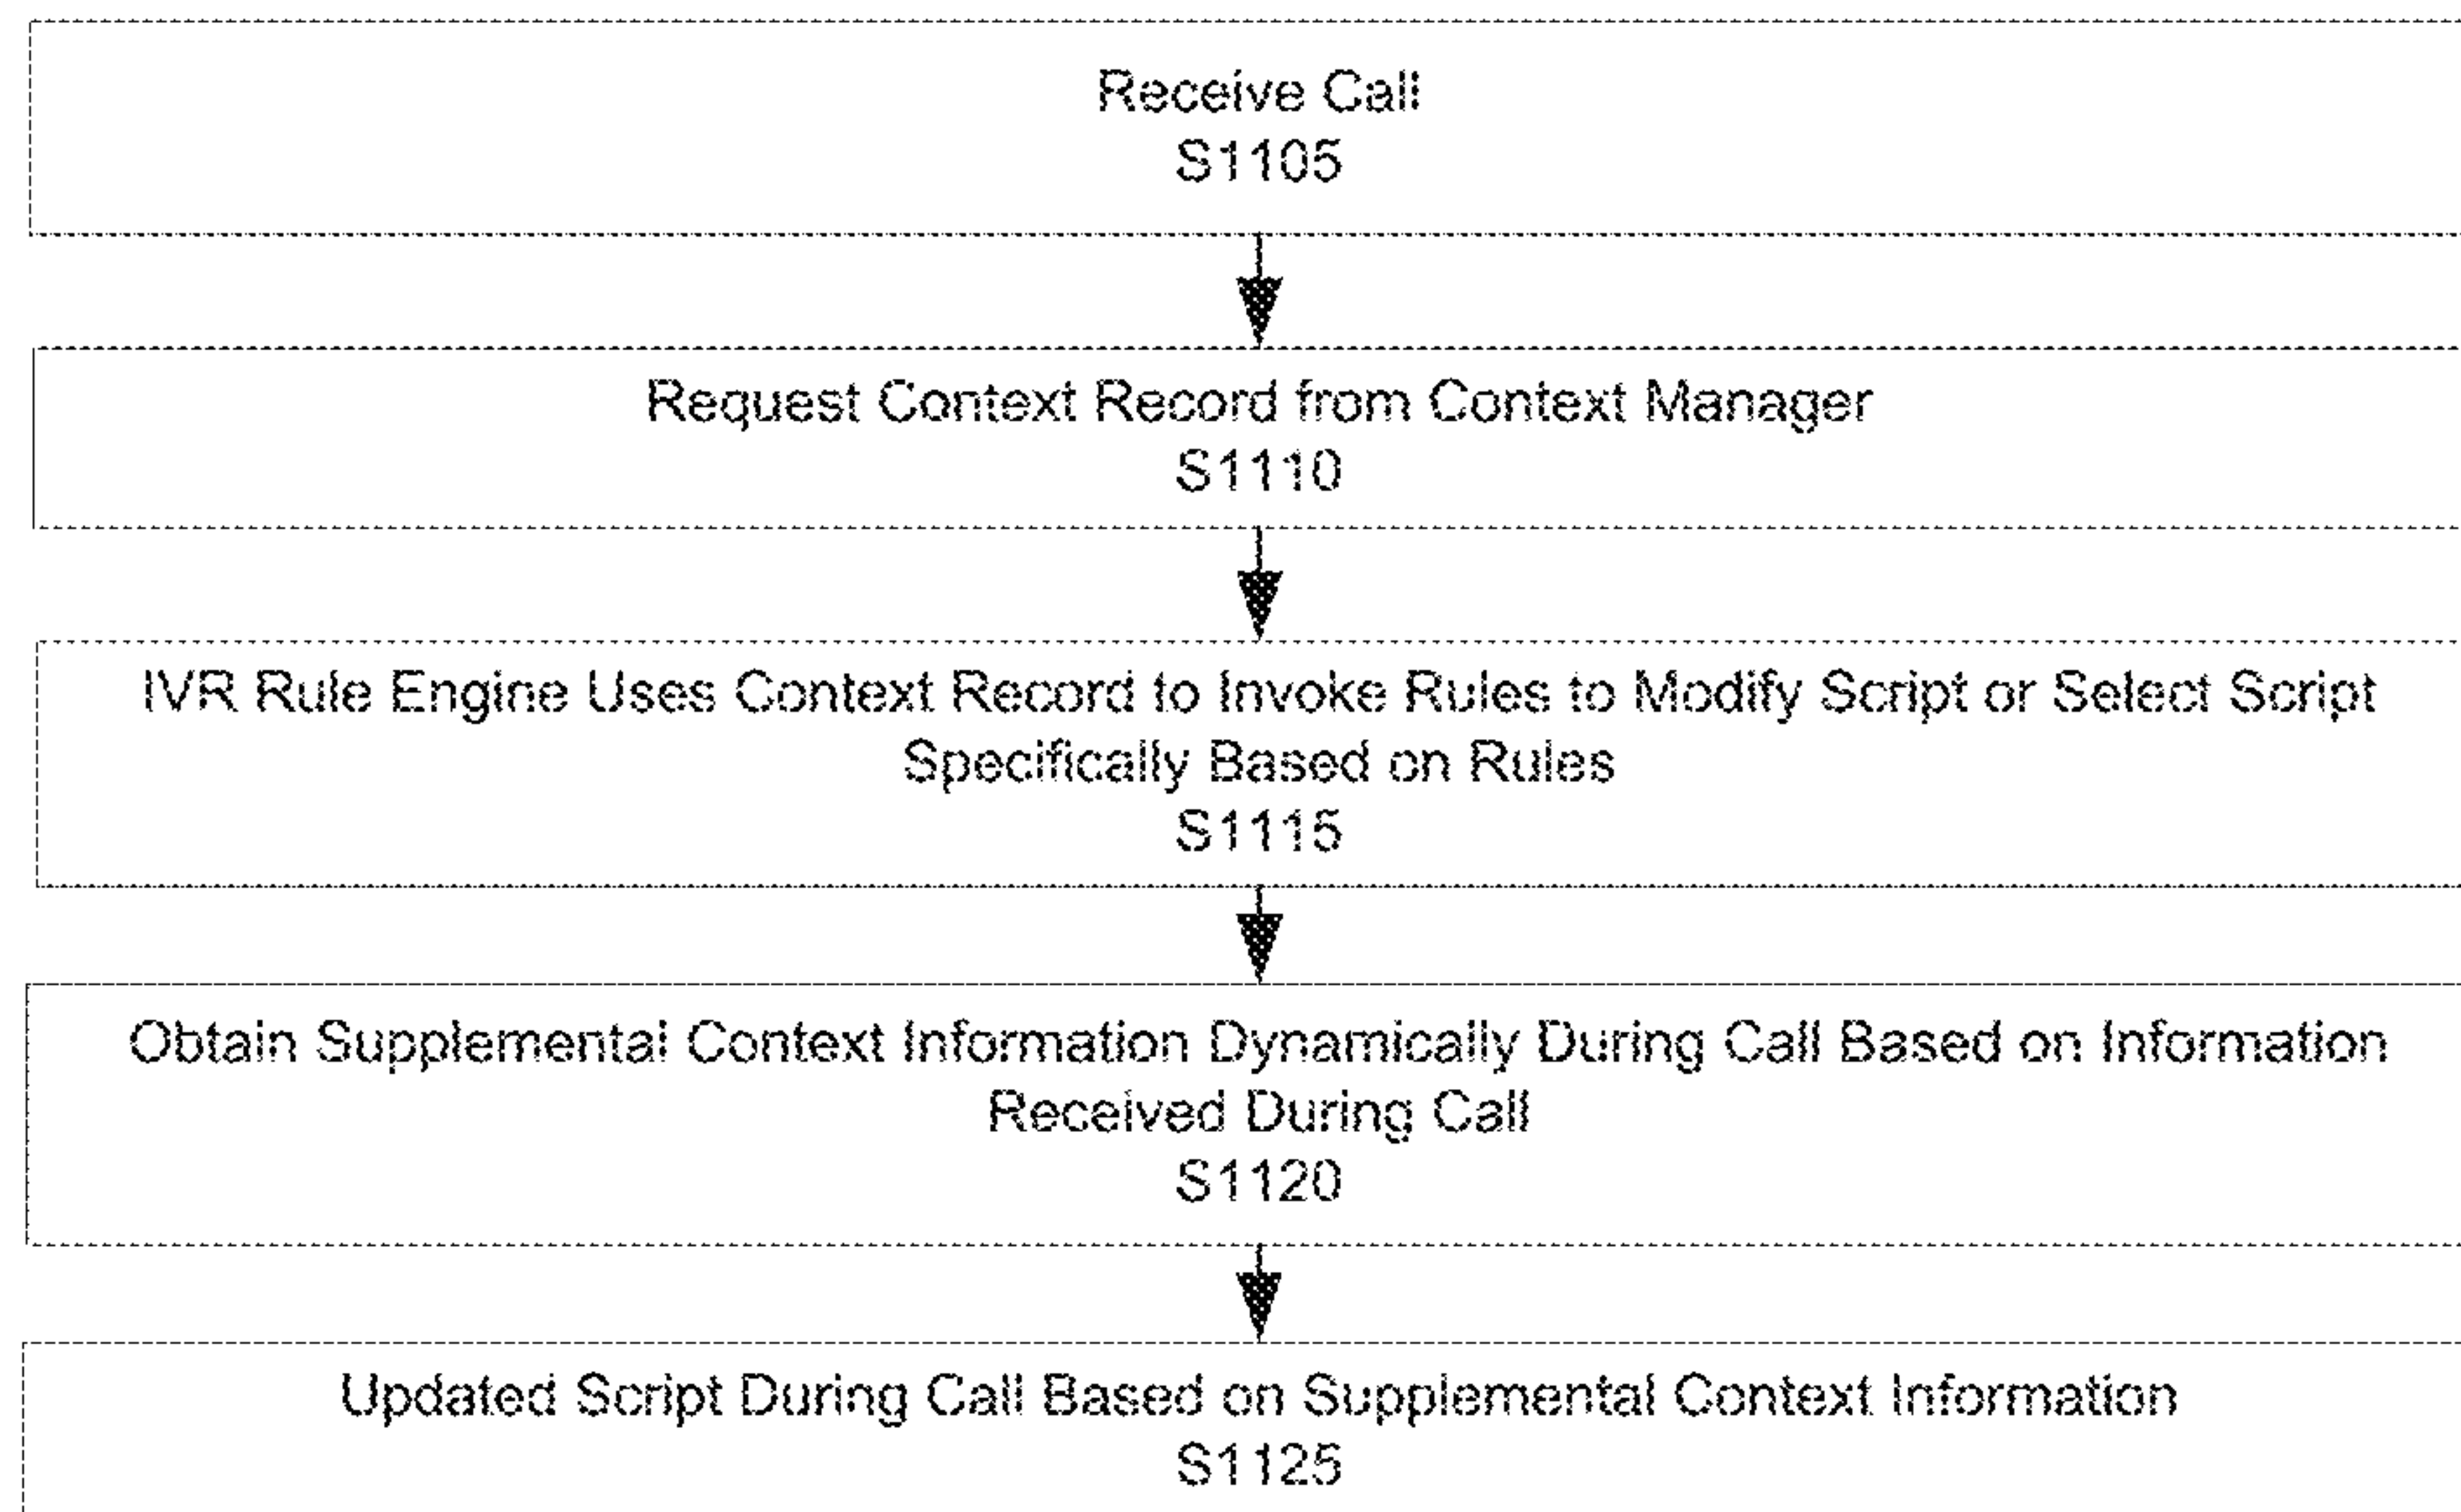 Receive Call
S1105
Request Context Record from Context Manager
S1110
IVR Rule Engine Uses Context Record to Invoke Rules to Modify Script or Select Script
Specifically Based on Rules
S1115
Obtain Supplemental Context Information Dynamically During Call Based on Information
Received During Call
S1120
Updated Script During Call Based on Supplemental Context Information
S1125